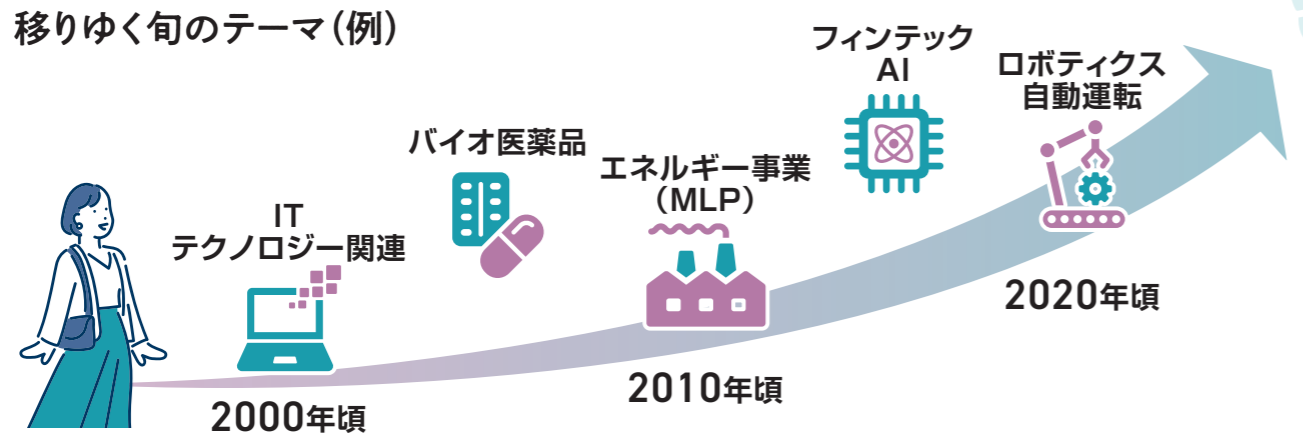 移りゆく旬のテーマ（例）
IT
テクノロジー関連
2000年頃
バイオ医薬品
エネルギー事業
（MLP）
2010年頃
フィンテック
AI
ロボティクス
自動運転
2020年頃